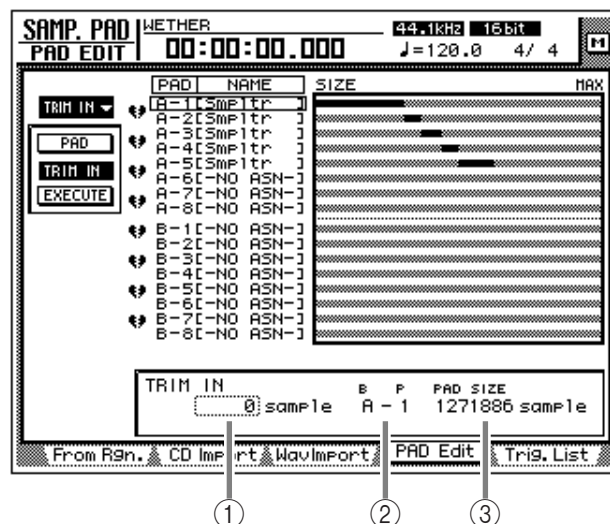 SAMP. PAD WETHER 44.1kHz 16bit M
PAD EDIT 00:00:00.000 ♩=120.0 4/ 4
PAD NAME SIZE MAX
TRIM IN
PAD
TRIM IN
EXECUTE
A-1[Smpltr ]
A-2[Smpltr ]
A-3[Smpltr ]
A-4[Smpltr ]
A-5[Smpltr ]
A-6[-NO ASN-]
A-7[-NO ASN-]
A-8[-NO ASN-]
B-1[-NO ASN-]
B-2[-NO ASN-]
B-3[-NO ASN-]
B-4[-NO ASN-]
B-5[-NO ASN-]
B-6[-NO ASN-]
B-7[-NO ASN-]
B-8[-NO ASN-]
TRIM IN B P PAD SIZE
0 sample A - 1 1271886 sample
From Rgn. CD Import WavImport PAD Edit Trig. List
① ② ③